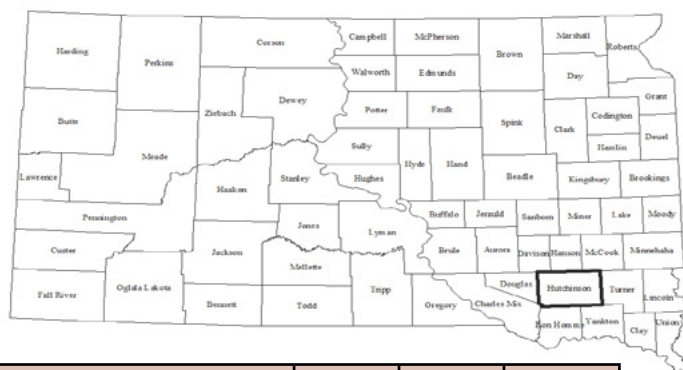 Harding
Perkins
Corson
Campbell
McPherson
Brown
Marshall
Roberts
Walworth
Edmunds
Day
Butte
Ziebach
Dewey
Potter
Faulk
Spink
Clark
Codington
Grant
Hamlin
Deuel
Meade
Sully
Hyde
Hand
Lawrence
Haakon
Stanley
Hughes
Beadle
Kingsbury
Brookings
Pennington
Jones
Lyman
Buffalo
Jerauld
Sanborn
Miner
Lake
Moody
Custer
Jackson
Mellette
Brule
Aurora
Davison
Hanson
McCook
Minnehaha
Fall River
Oglala Lakota
Bennett
Todd
Tripp
Gregory
Douglas
Charles Mix
Hutchinson
Turner
Lincoln
Bon Homme
Yankton
Clay
Union